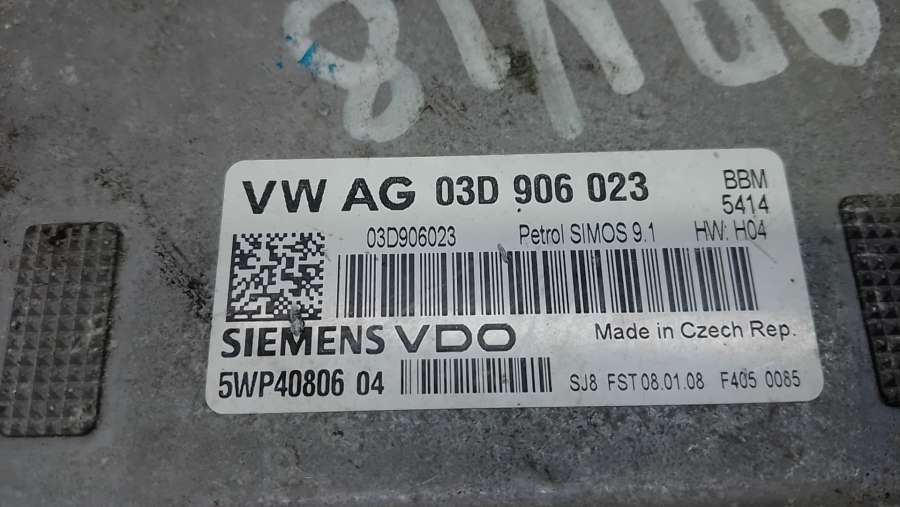 VW AG 03D 906 023
BBM
5414
03D906023 Petrol SIMOS 9.1 HW: H04
SIEMENS VDO Made in Czech Rep.
5WP40806 04 SJ8 FST 08.01.08 F405 0085